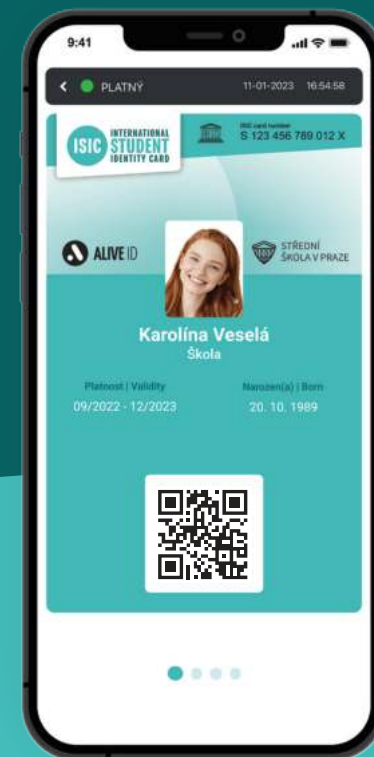 9:41
PLATNÝ
11-01-2023 16:54:58
ISIC
INTERNATIONAL
STUDENT
IDENTITY CARD
ISIC card number
S 123 456 789 012 X
ALIVE ID
STŘEDNÍ
ŠKOLA V PRAZE
Karolína Veselá
Škola
Platnost | Validity
Narozen(a) | Born
09/2022 - 12/2023
20. 10. 1989